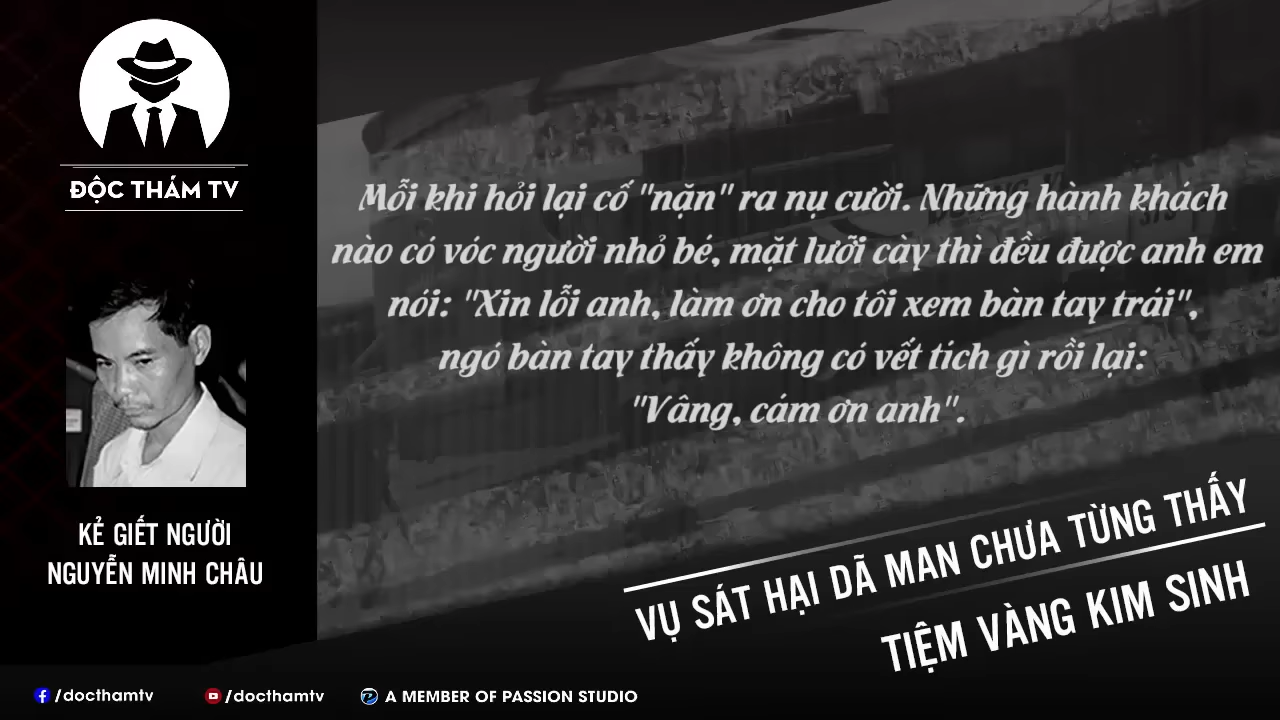 ĐỘC THÁM TV
KẺ GIẾT NGƯỜI
NGUYỄN MINH CHÂU
Mỗi khi hỏi lại cố "nặn" ra nụ cười. Những hành khách
nào có vóc người nhỏ bé, mặt lưỡi cày thì đều được anh em
nói: "Xin lỗi anh, làm ơn cho tôi xem bàn tay trái",
ngó bàn tay thấy không có vết tích gì rồi lại:
"Vâng, cám ơn anh".
VỤ SÁT HẠI DÃ MAN CHƯA TỪNG THẤY
TIỆM VÀNG KIM SINH
/docthamtv
/docthamtv
A MEMBER OF PASSION STUDIO